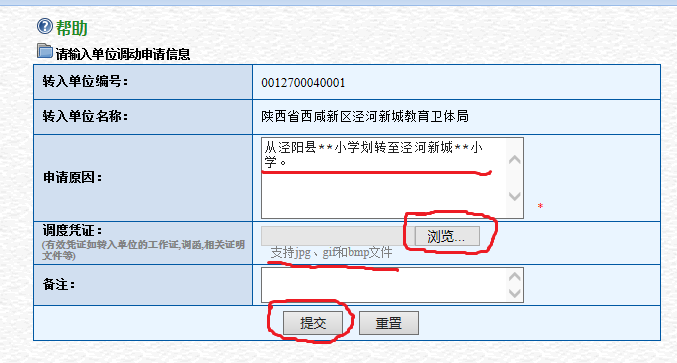 帮助
请输入单位调动申请信息
转入单位编号： 0012700040001
转入单位名称： 陕西省西咸新区泾河新城教育卫体局
申请原因：
从泾阳县**小学划转至泾河新城**小
学。
*
调度凭证：
(有效凭证如转入单位的工作证,调函,相关证明
文件等)
浏览...
支持jpg、gif和bmp文件
备注：
提交 重置